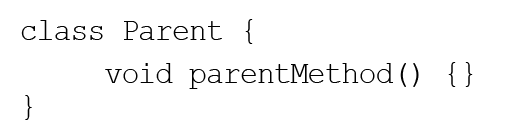 class Parent {
     void parentMethod() {}
}